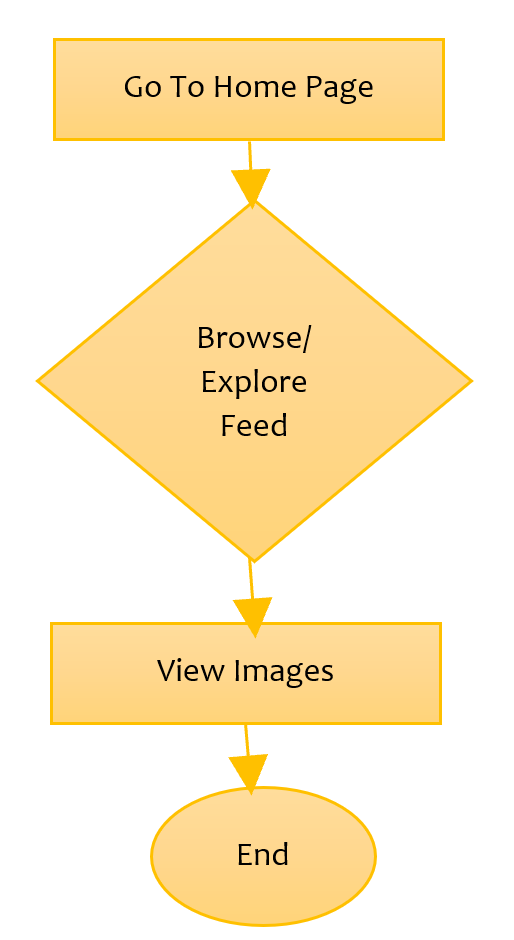 Go To Home Page
Browse/
Explore
Feed
View Images
End